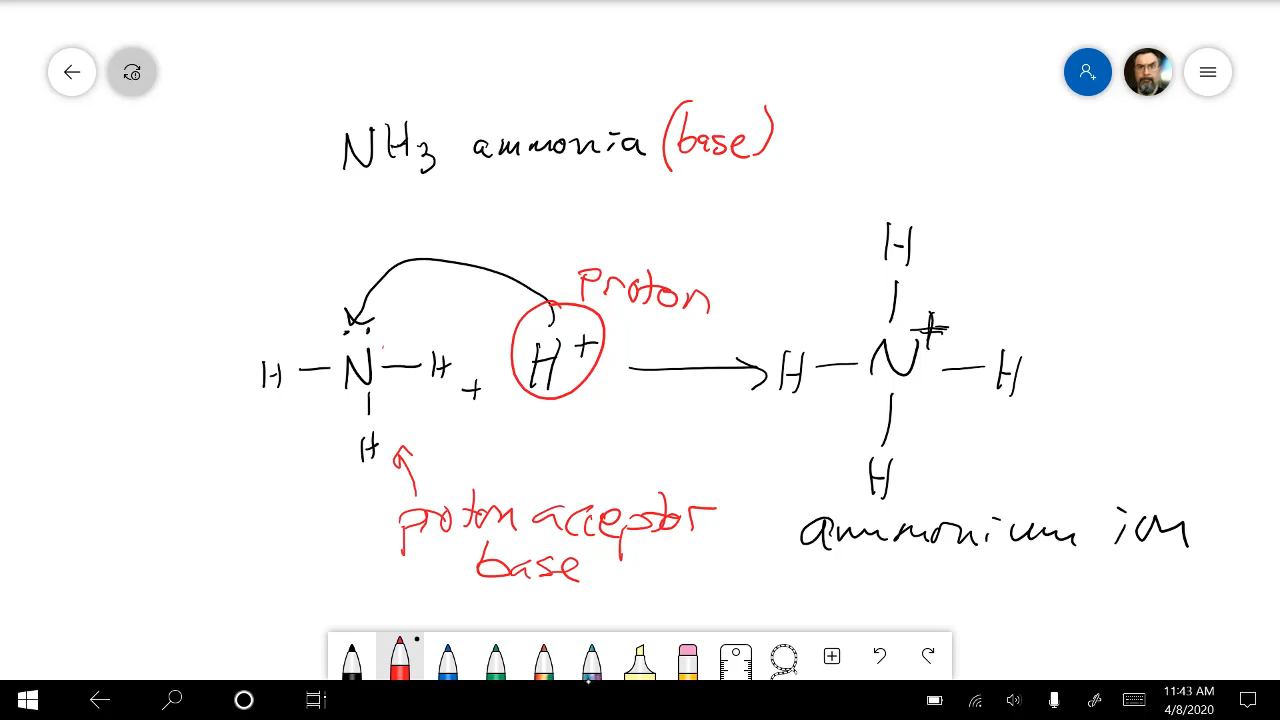 NH3 ammonia (base)
proton
H
H — N — H
+
H+
H
proton acceptor
base
H
H — N+ — H
H
ammonium ion
11:43 AM
4/8/2020